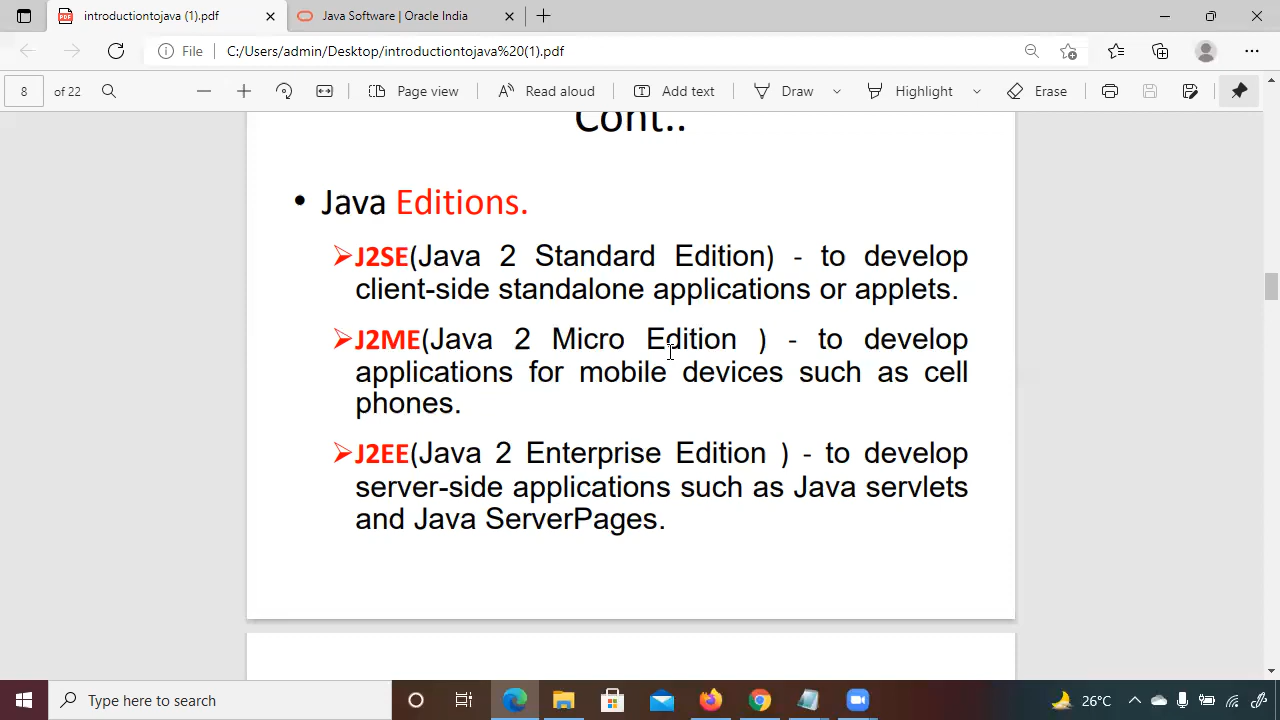 introductiontojava (1).pdf
Java Software | Oracle India
File
C:/Users/admin/Desktop/introductiontojava%20(1).pdf
8 of 22
Page view
Read aloud
Add text
Draw
Highlight
Erase
Cont..
• Java Editions.
➢J2SE(Java 2 Standard Edition) - to develop
client-side standalone applications or applets.
➢J2ME(Java 2 Micro Edition ) - to develop
applications for mobile devices such as cell
phones.
➢J2EE(Java 2 Enterprise Edition ) - to develop
server-side applications such as Java servlets
and Java ServerPages.
Type here to search
26°C